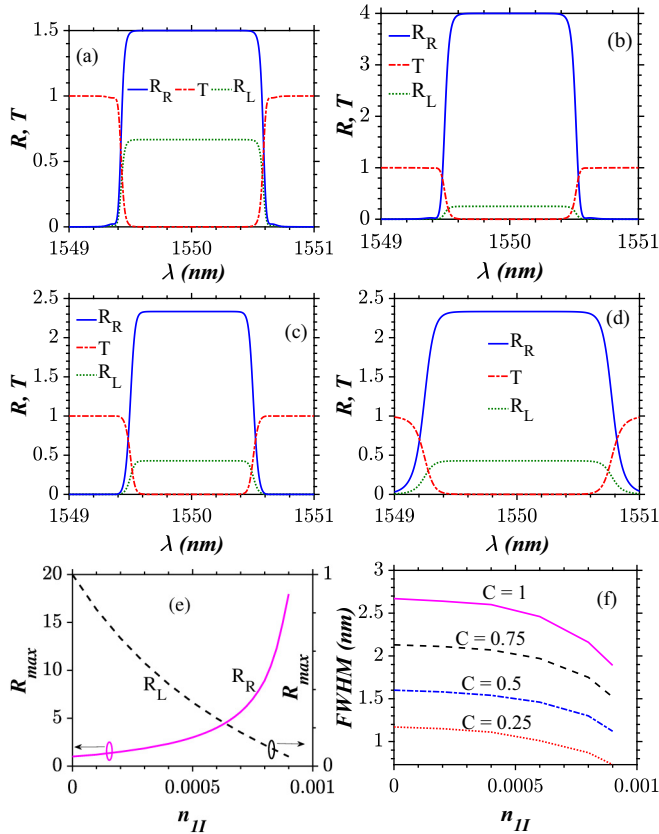 (a)
R_R T R_L
R, T
1.5
1
0.5
0
1549 1550 1551
λ (nm)
(b)
R_R
T
R_L
R, T
4
3
2
1
0
1549 1550 1551
λ (nm)
(c)
R_R
T
R_L
R, T
2.5
2
1.5
1
0.5
0
1549 1550 1551
λ (nm)
(d)
R_R
T
R_L
R, T
2.5
2
1.5
1
0.5
0
1549 1550 1551
λ (nm)
(e)
R_L
R_R
R_max
20
15
10
5
0
R_max
1
0
0 0.0005 0.001
n_1I
(f)
C = 1
C = 0.75
C = 0.5
C = 0.25
FWHM (nm)
3
2.5
2
1.5
1
0 0.0005 0.001
n_1I